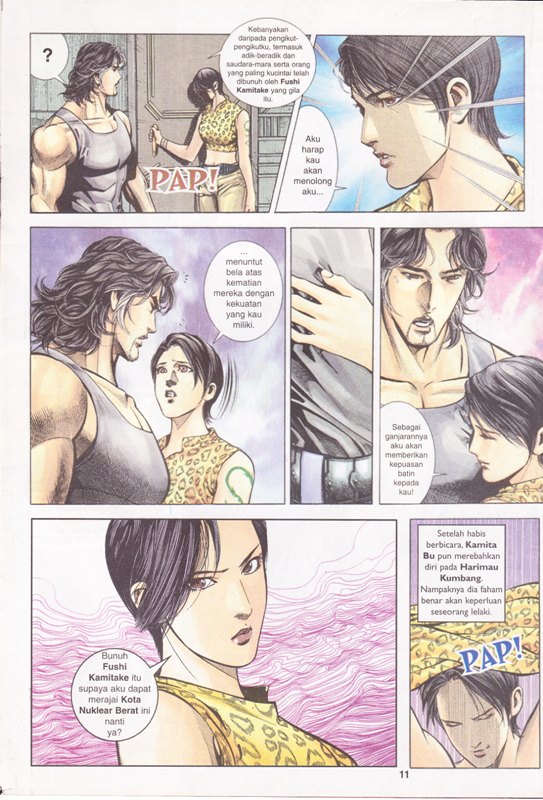 ?
Kebanyakan
daripada pengikut-
pengikutku, termasuk
adik-beradik dan
saudara-mara serta orang
yang paling kucintai telah
dibunuh oleh Fushi
Kamitake yang gila
itu.
PAP!
Aku
harap
kau
akan
menolong
aku...
...
menuntut
bela atas
kematian
mereka dengan
kekuatan
yang kau
miliki.
Sebagai
ganjarannya
aku akan
memberikan
kepuasan
batin
kepada
kau!
Bunuh
Fushi
Kamitake itu
supaya aku dapat
merajai Kota
Nuklear Berat ini
nanti
ya?
Setelah habis
berbicara, Kamita
Bu pun merebahkan
diri pada Harimau
Kumbang.
Nampaknya dia faham
benar akan keperluan
seseorang lelaki.
PAP!
11